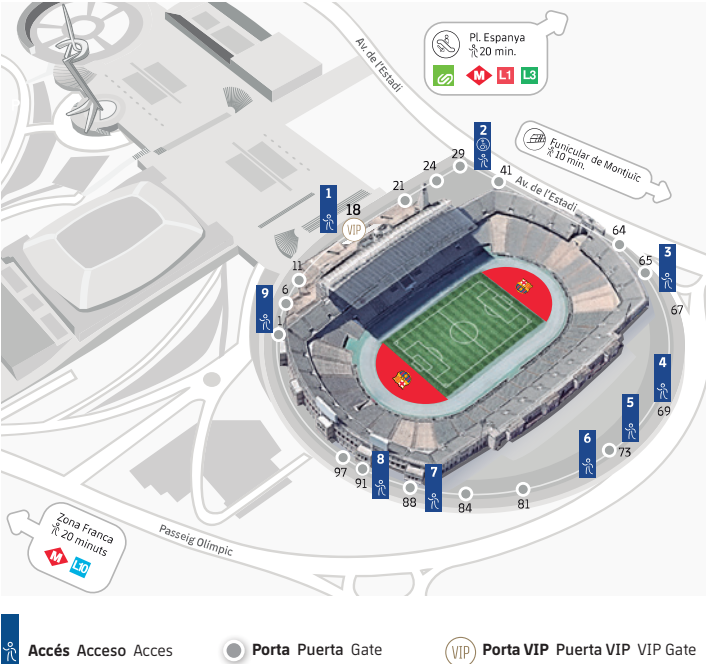 Pl. Espanya
20 min.
M L1 L3
Av. de l'Estadi
Funicular de Montjuïc
10 min.
2
29
24
41
Av. de l'Estadi
21
1
18
VIP
64
11
65
3
6
9
67
1
4
5
69
6
73
97
91
8
7
88
84
81
Zona Franca
20 minuts
M L10
Passeig Olímpic
Accés Acceso Acces
Porta Puerta Gate
VIP Porta VIP Puerta VIP VIP Gate